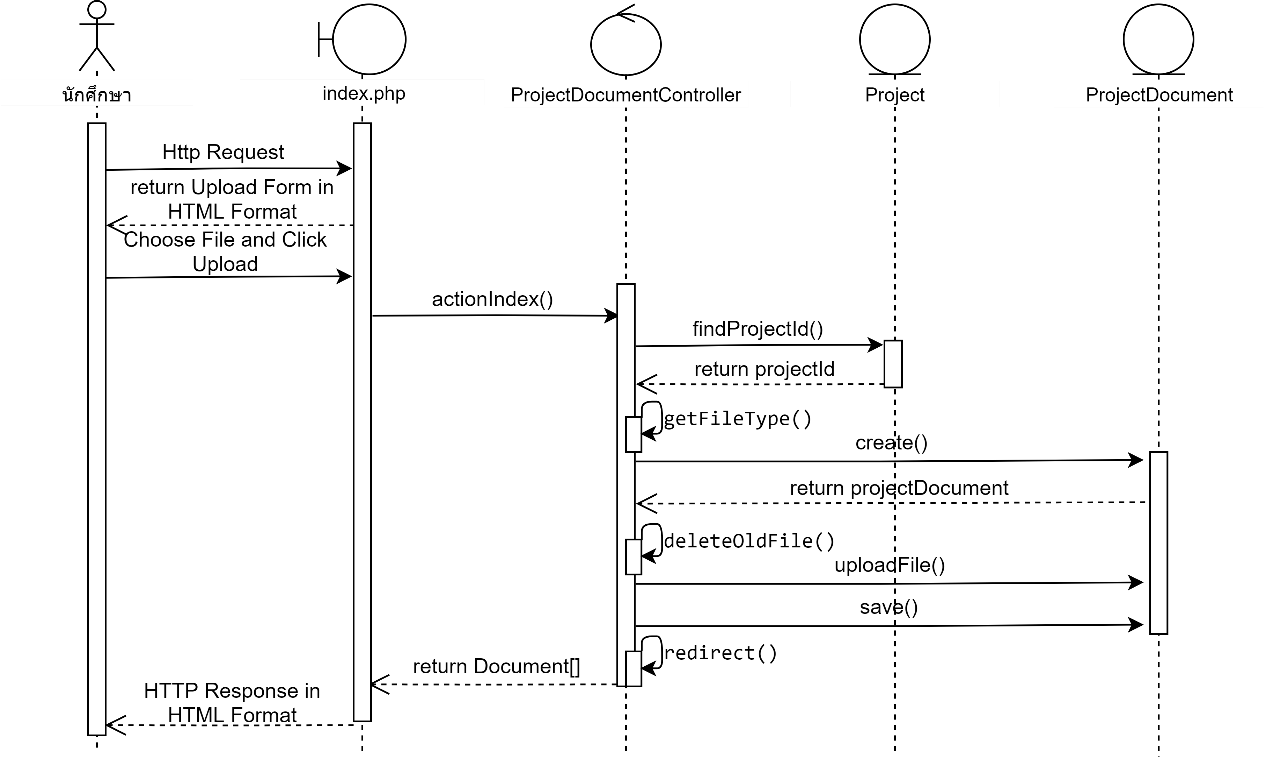 นักศึกษา
index.php
ProjectDocumentController
Project
ProjectDocument
Http Request
return Upload Form in
HTML Format
Choose File and Click
Upload
actionIndex()
findProjectId()
return projectId
getFileType()
create()
return projectDocument
deleteOldFile()
uploadFile()
save()
redirect()
return Document[]
HTTP Response in
HTML Format